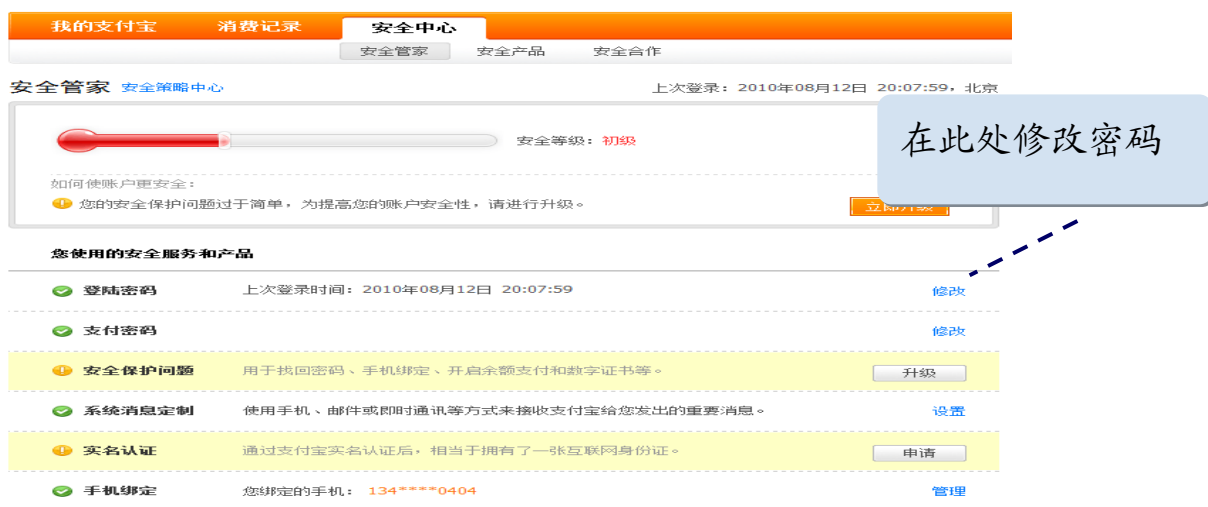 我的支付宝 消费记录 安全中心
安全管家 安全产品 安全合作
安全管家 安全策略中心 上次登录：2010年08月12日 20:07:59，北京
在此处修改密码
安全等级：初级
如何使账户更安全：
您的安全保护问题过于简单，为提高您的账户安全性，请进行升级。 立即升级
您使用的安全服务和产品
登陆密码 上次登录时间：2010年08月12日 20:07:59 修改
支付密码 修改
安全保护问题 用于找回密码、手机绑定、开启余额支付和数字证书等。 升级
系统消息定制 使用手机、邮件或即时通讯等方式来接收支付宝给您发出的重要消息。 设置
实名认证 通过支付宝实名认证后，相当于拥有了一张互联网身份证。 申请
手机绑定 您绑定的手机：134****0404 管理